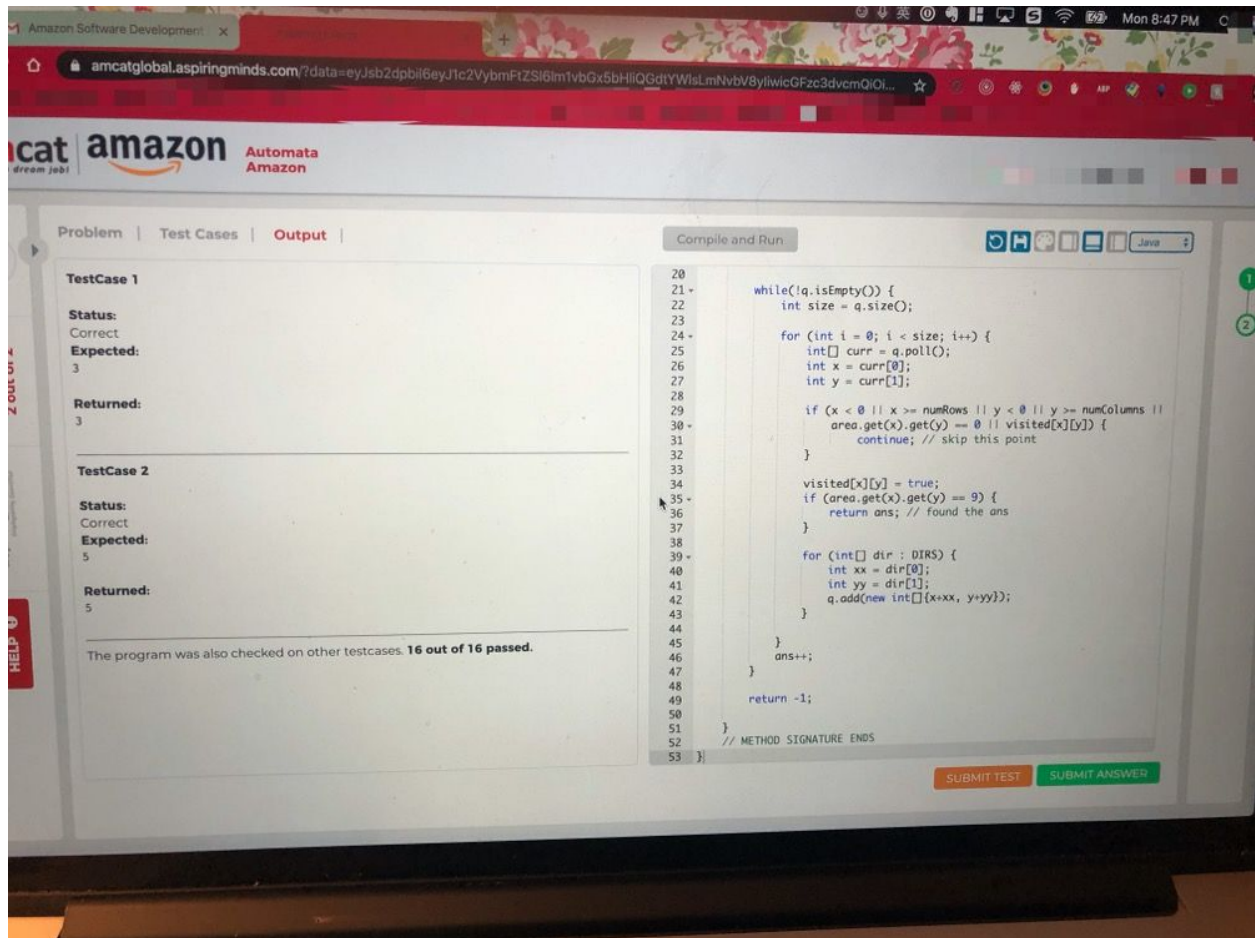 Amazon Software Development
Mon 8:47 PM
amcatglobal.aspiringminds.com
cat amazon Automata
Amazon
dream job!
Problem | Test Cases | Output |
Compile and Run
Java
TestCase 1
Status:
Correct
Expected:
3
Returned:
3
TestCase 2
Status:
Correct
Expected:
5
Returned:
5
The program was also checked on other testcases. 16 out of 16 passed.
HELP
20
21 while(!q.isEmpty()) {
22 int size = q.size();
23
24 for (int i = 0; i < size; i++) {
25 int[] curr = q.poll();
26 int x = curr[0];
27 int y = curr[1];
28
29 if (x < 0 || x >= numRows || y < 0 || y >= numColumns ||
30 area.get(x).get(y) == 0 || visited[x][y]) {
31 continue; // skip this point
32 }
33
34 visited[x][y] = true;
35 if (area.get(x).get(y) == 9) {
36 return ans; // found the ans
37 }
38
39 for (int[] dir : DIRS) {
40 int xx = dir[0];
41 int yy = dir[1];
42 q.add(new int[]{x+xx, y+yy});
43 }
44
45 }
46 ans++;
47 }
48
49 return -1;
50
51 }
52 // METHOD SIGNATURE ENDS
53 }
SUBMIT TEST
SUBMIT ANSWER
1
2